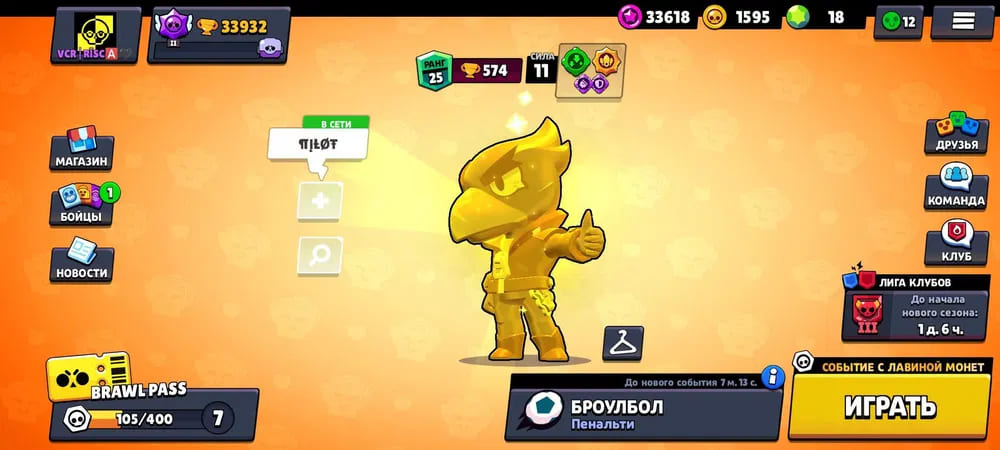 VCR|RISCA
33932
33618
1595
18
12
РАНГ
25
574
СИЛА
11
В СЕТИ
МАГАЗИН
БОЙЦЫ
1
НОВОСТИ
ДРУЗЬЯ
КОМАНДА
КЛУБ
ЛИГА КЛУБОВ
До начала
нового сезона:
1 д. 6 ч.
III
BRAWL PASS
105/400
7
До нового события 7 м. 13 с.
БРОУЛБОЛ
Пенальти
СОБЫТИЕ С ЛАВИНОЙ МОНЕТ
ИГРАТЬ